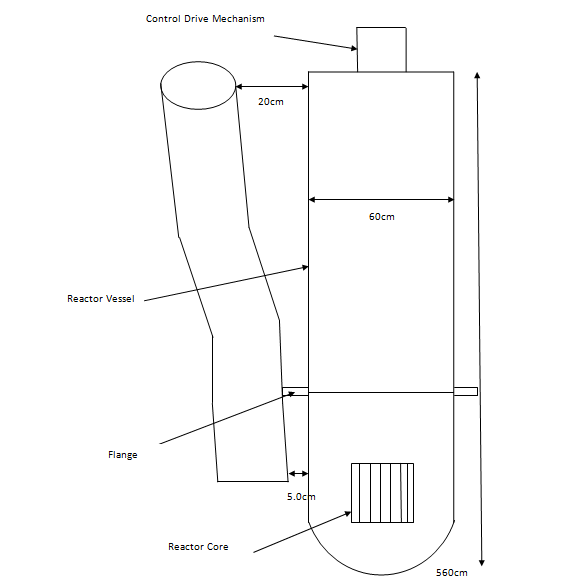 Control Drive Mechanism
20cm
60cm
Reactor Vessel
Flange
5.0cm
Reactor Core
560cm